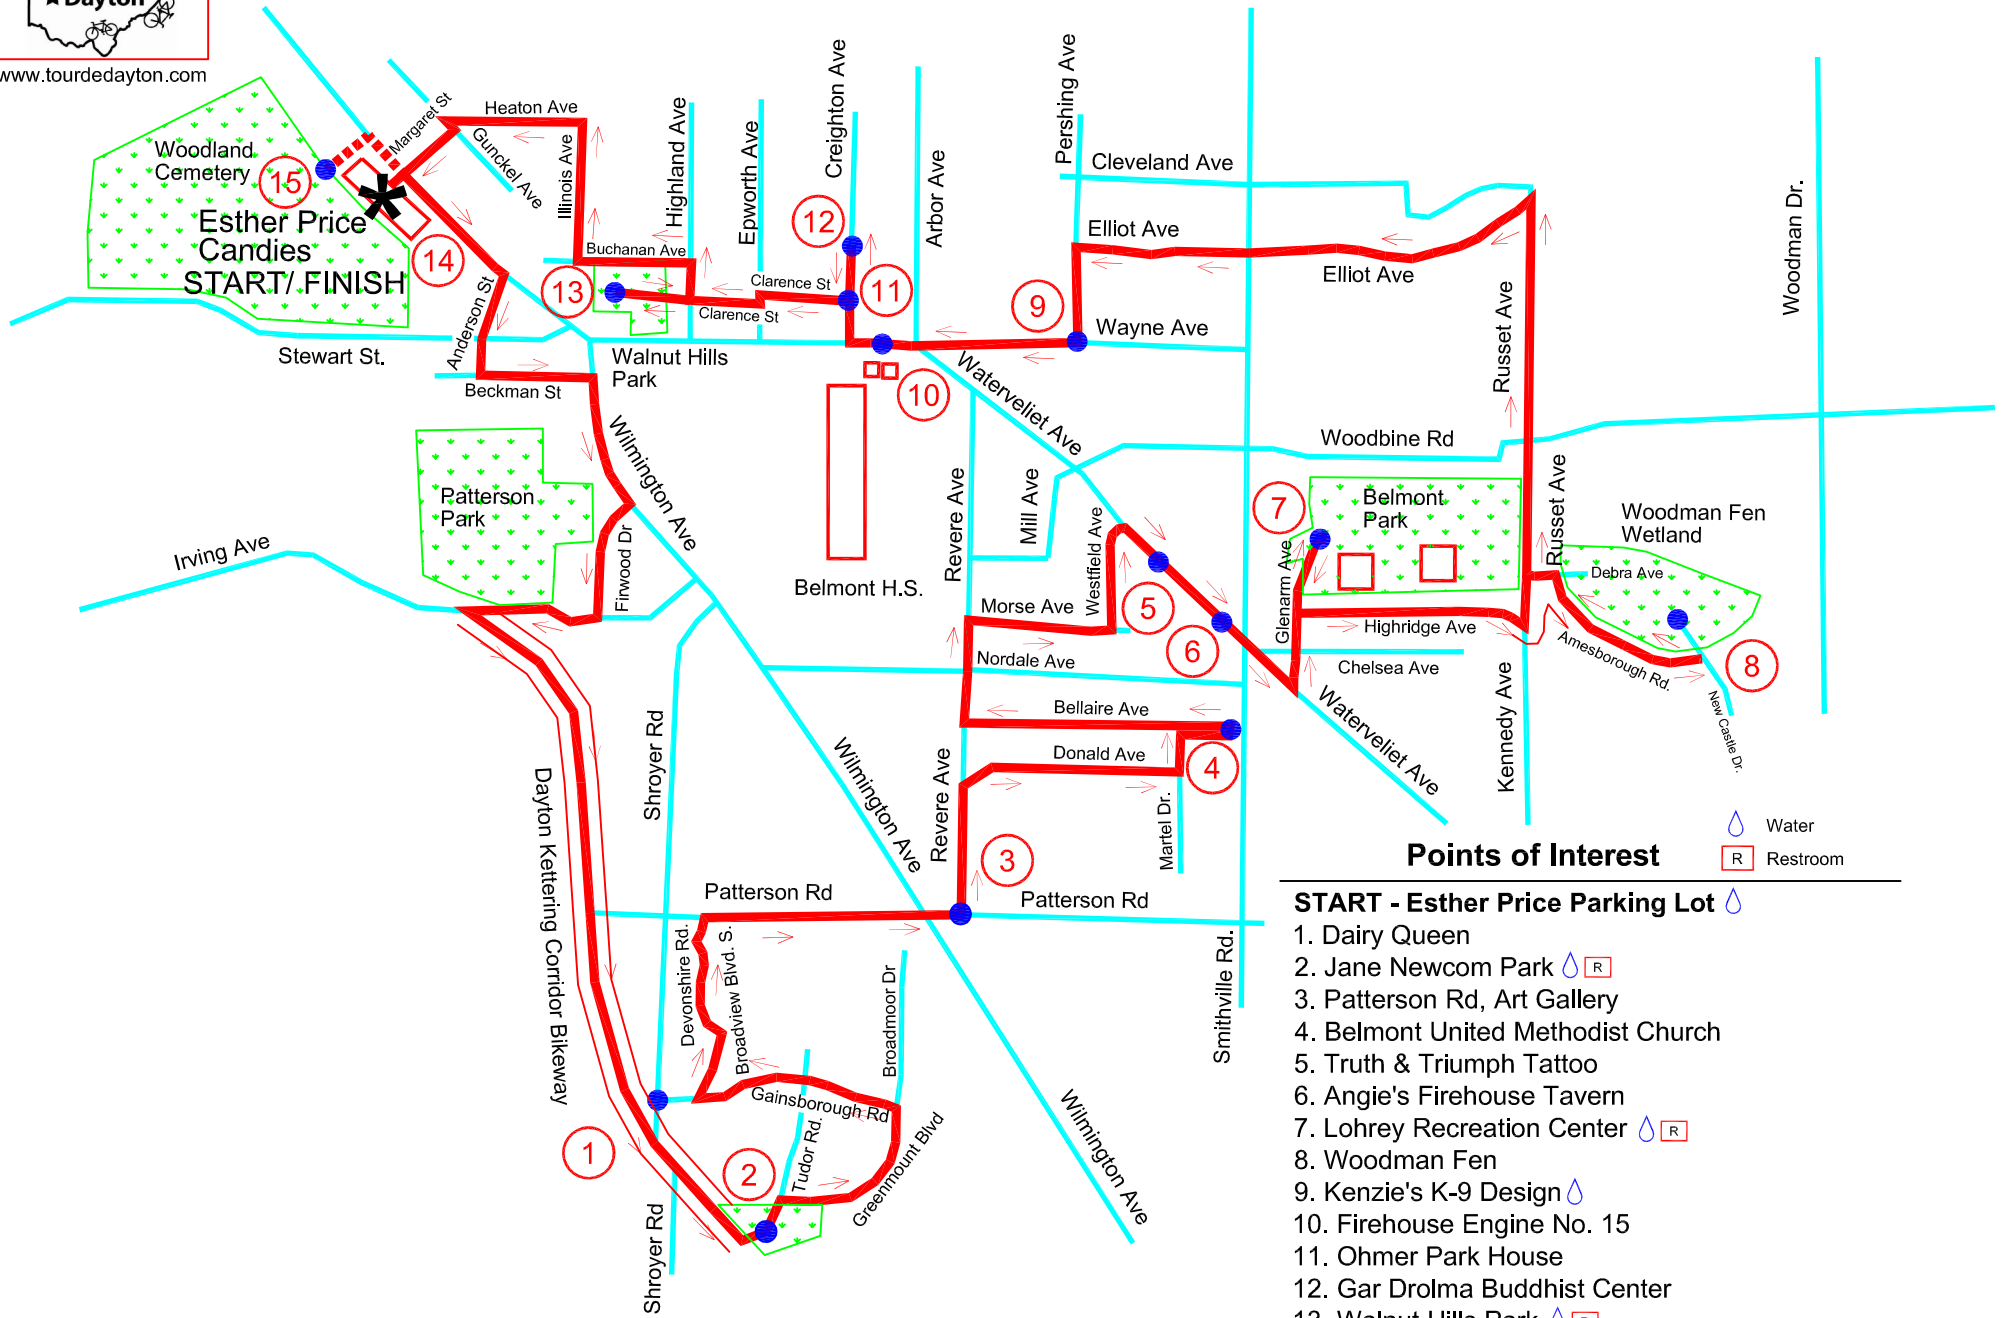 Dayton
www.tourdedayton.com
Woodland
Cemetery
15
Esther Price
Candies
START/ FINISH
14
Margaret St
Heaton Ave
Gunckel Ave
Illinois Ave
Highland Ave
Epworth Ave
Creighton Ave
Arbor Ave
Pershing Ave
Cleveland Ave
Elliot Ave
Elliot Ave
Woodman Dr.
Buchanan Ave
13
12
11
Clarence St
Clarence St
9
Wayne Ave
Russet Ave
Anderson St
Stewart St.
Beckman St
Walnut Hills
Park
10
Waterveliet Ave
Woodbine Rd
Wilmington Ave
Patterson
Park
Irving Ave
Firwood Dr
Belmont H.S.
Revere Ave
Mill Ave
Westfield Ave
7
Belmont
Park
Glenarm Ave
Russet Ave
Woodman Fen
Wetland
Debra Ave
Morse Ave
5
6
Highridge Ave
Chelsea Ave
Amesborough Rd.
8
New Castle Dr.
Nordale Ave
Bellaire Ave
Donald Ave
4
Waterveliet Ave
Kennedy Ave
Shroyer Rd
Dayton Kettering Corridor Bikeway
Wilmington Ave
Revere Ave
3
Martel Dr.
Patterson Rd
Patterson Rd
Smithville Rd.
Devonshire Rd.
Broadview Blvd. S.
Broadmoor Dr
Gainsborough Rd
Tudor Rd.
Greenmount Blvd
Wilmington Ave
1
2
Shroyer Rd
Water
R Restroom
Points of Interest
START - Esther Price Parking Lot
1. Dairy Queen
2. Jane Newcom Park R
3. Patterson Rd, Art Gallery
4. Belmont United Methodist Church
5. Truth & Triumph Tattoo
6. Angie's Firehouse Tavern
7. Lohrey Recreation Center R
8. Woodman Fen
9. Kenzie's K-9 Design
10. Firehouse Engine No. 15
11. Ohmer Park House
12. Gar Drolma Buddhist Center
13. Walnut Hills Park